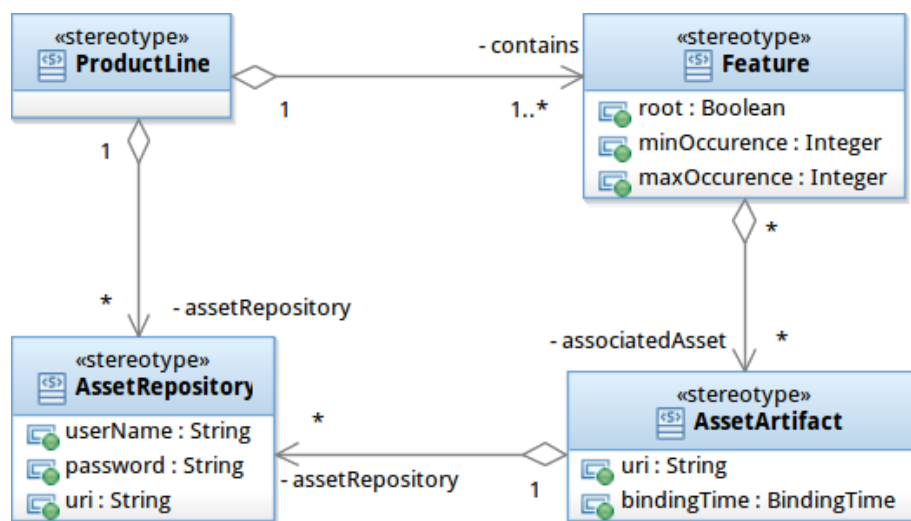 «stereotype»
ProductLine
- contains
1
1..*
«stereotype»
Feature
root : Boolean
minOccurence : Integer
maxOccurence : Integer
1
*
- assetRepository
*
- associatedAsset
*
«stereotype»
AssetRepository
userName : String
password : String
uri : String
*
- assetRepository
1
«stereotype»
AssetArtifact
uri : String
bindingTime : BindingTime